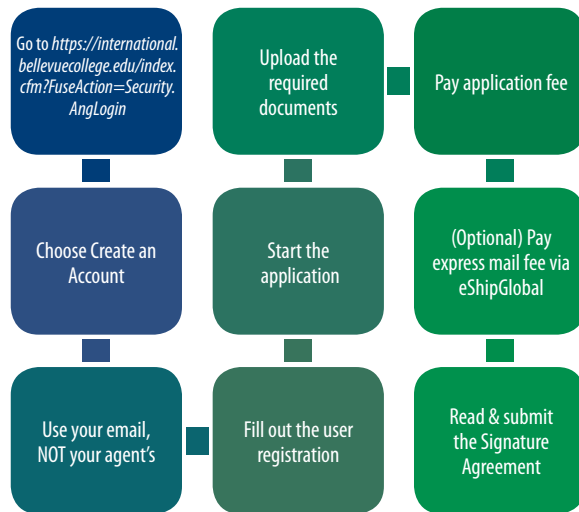 Go to https://international.
bellevuecollege.edu/index.
cfm?FuseAction=Security.
AngLogin
Choose Create an
Account
Use your email,
NOT your agent's
Fill out the user
registration
Start the
application
Upload the
required
documents
Pay application fee
(Optional) Pay
express mail fee via
eShipGlobal
Read & submit
the Signature
Agreement